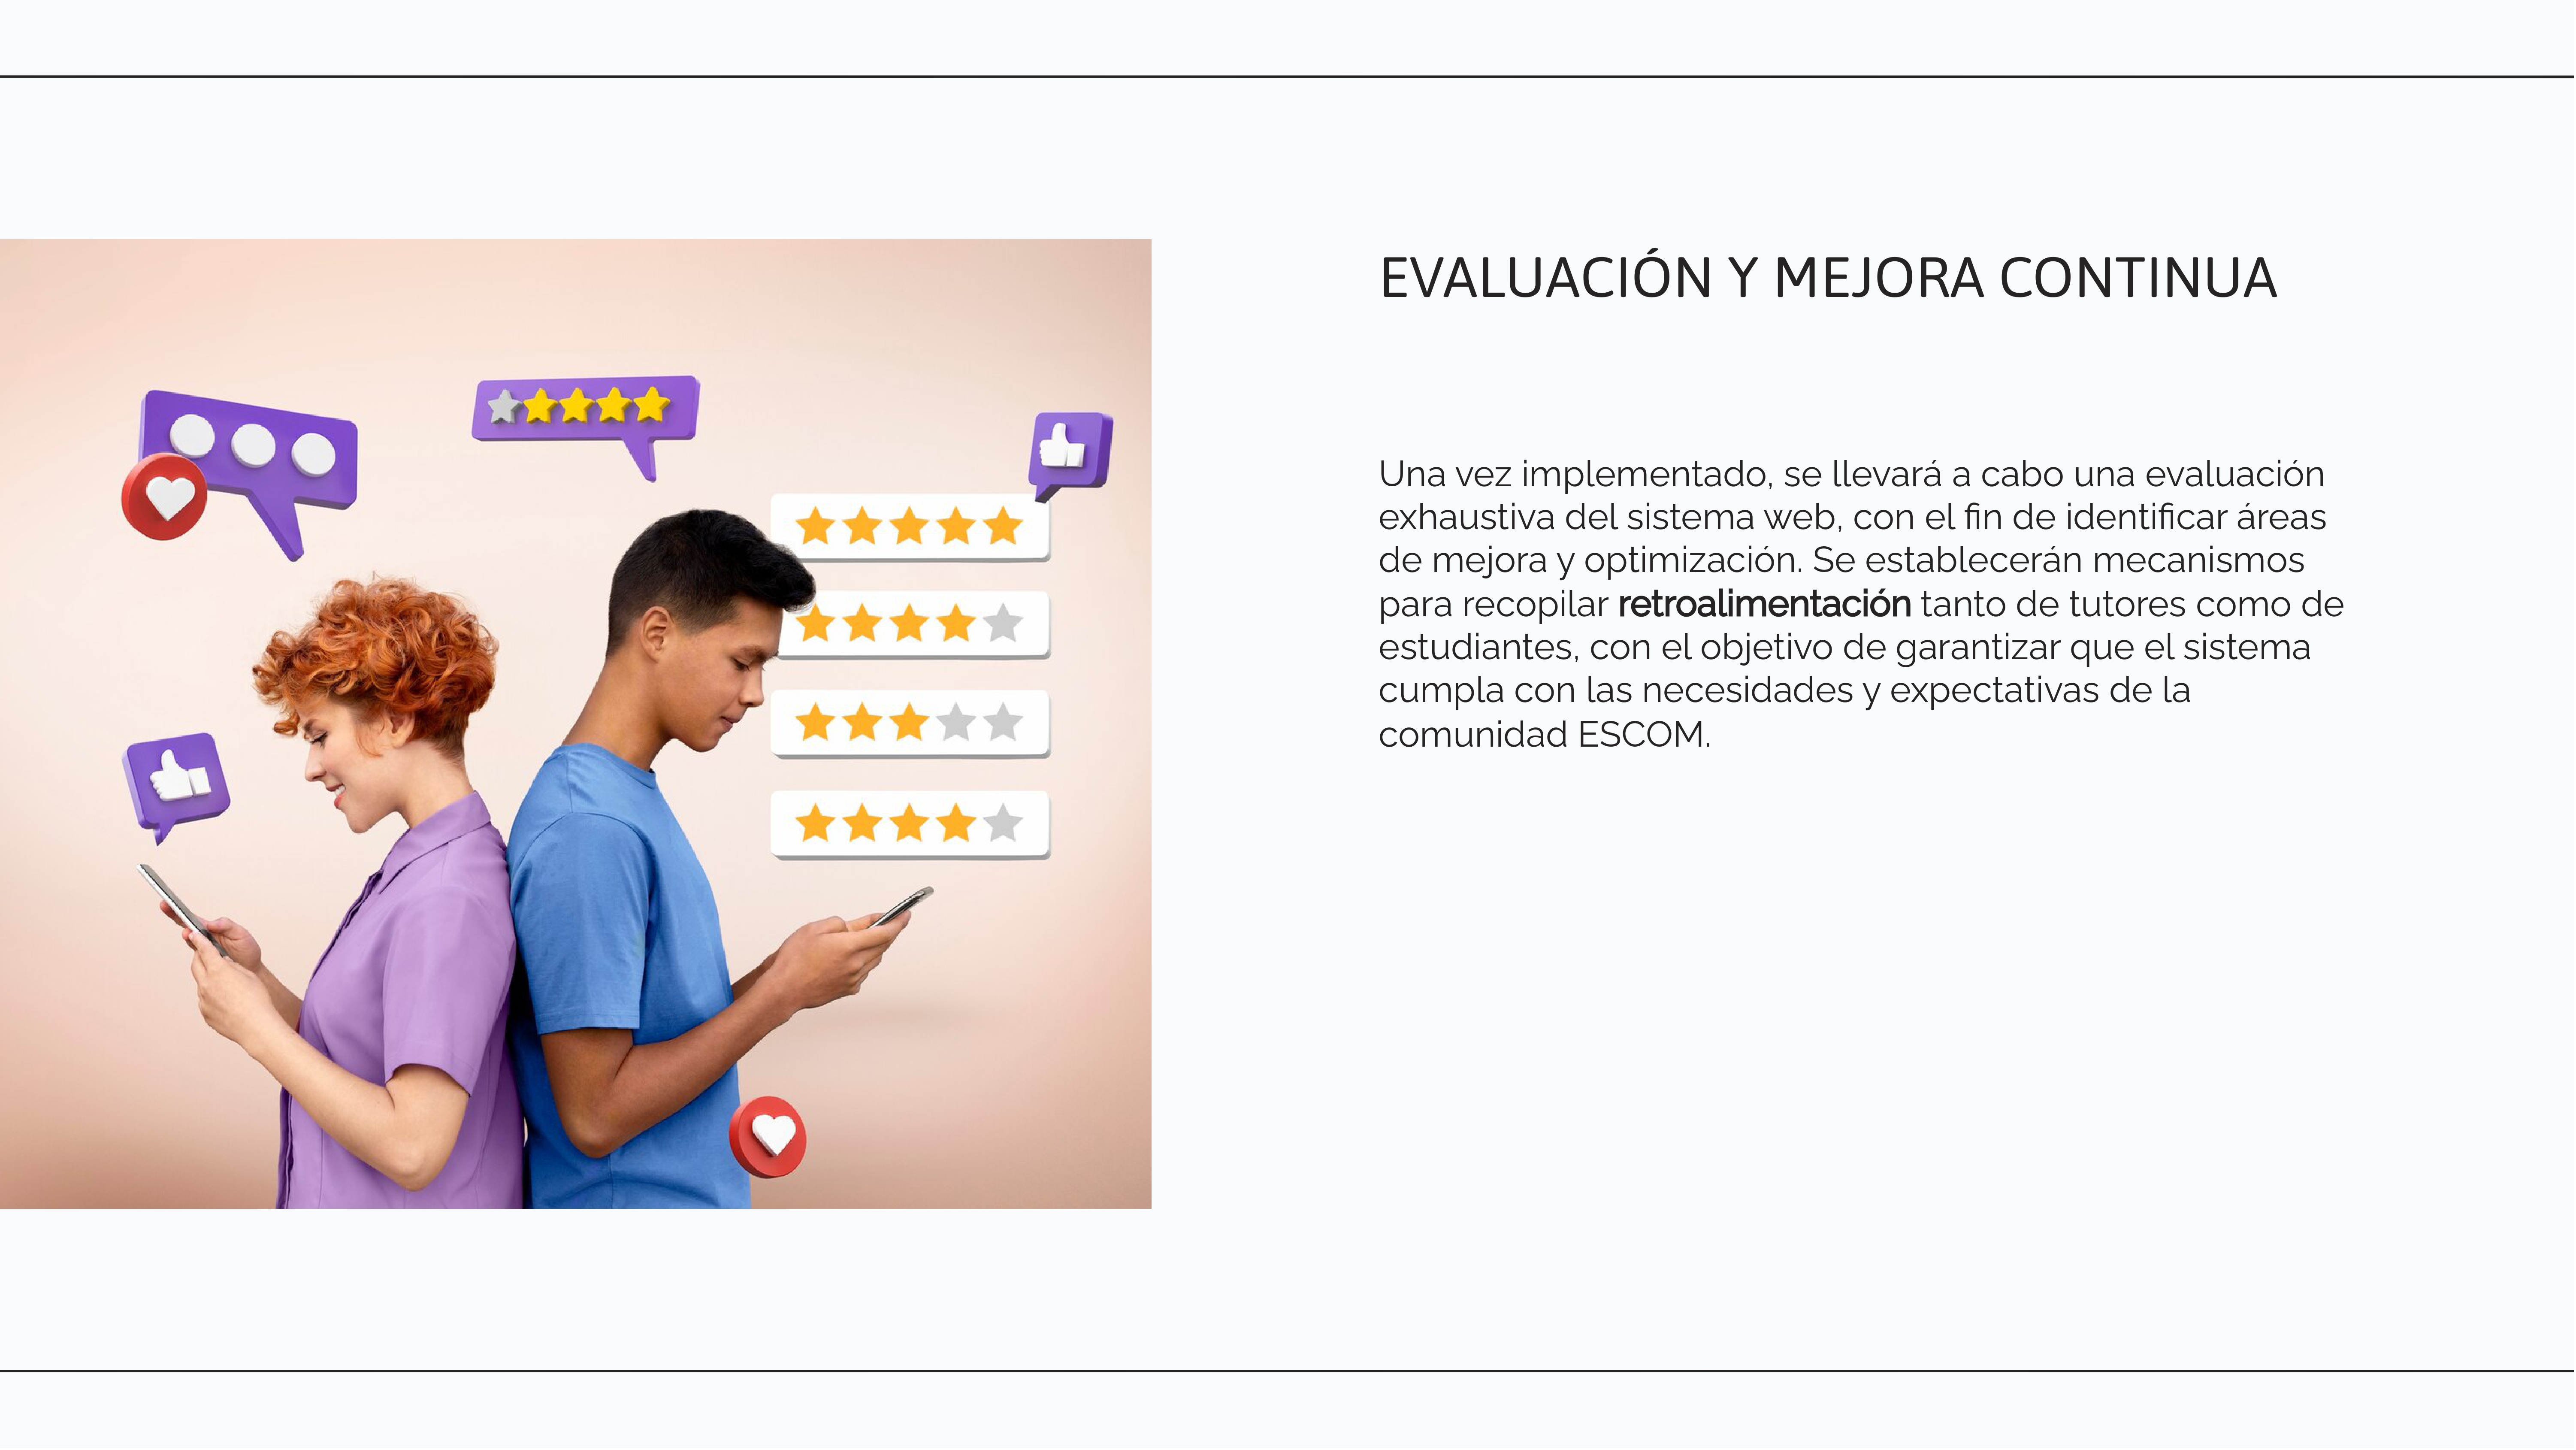 EVALUACIÓN Y MEJORA CONTINUA
Una vez implementado, se llevará a cabo una evaluación
exhaustiva del sistema web, con el fin de identificar áreas
de mejora y optimización. Se establecerán mecanismos
para recopilar retroalimentación tanto de tutores como de
estudiantes, con el objetivo de garantizar que el sistema
cumpla con las necesidades y expectativas de la
comunidad ESCOM.